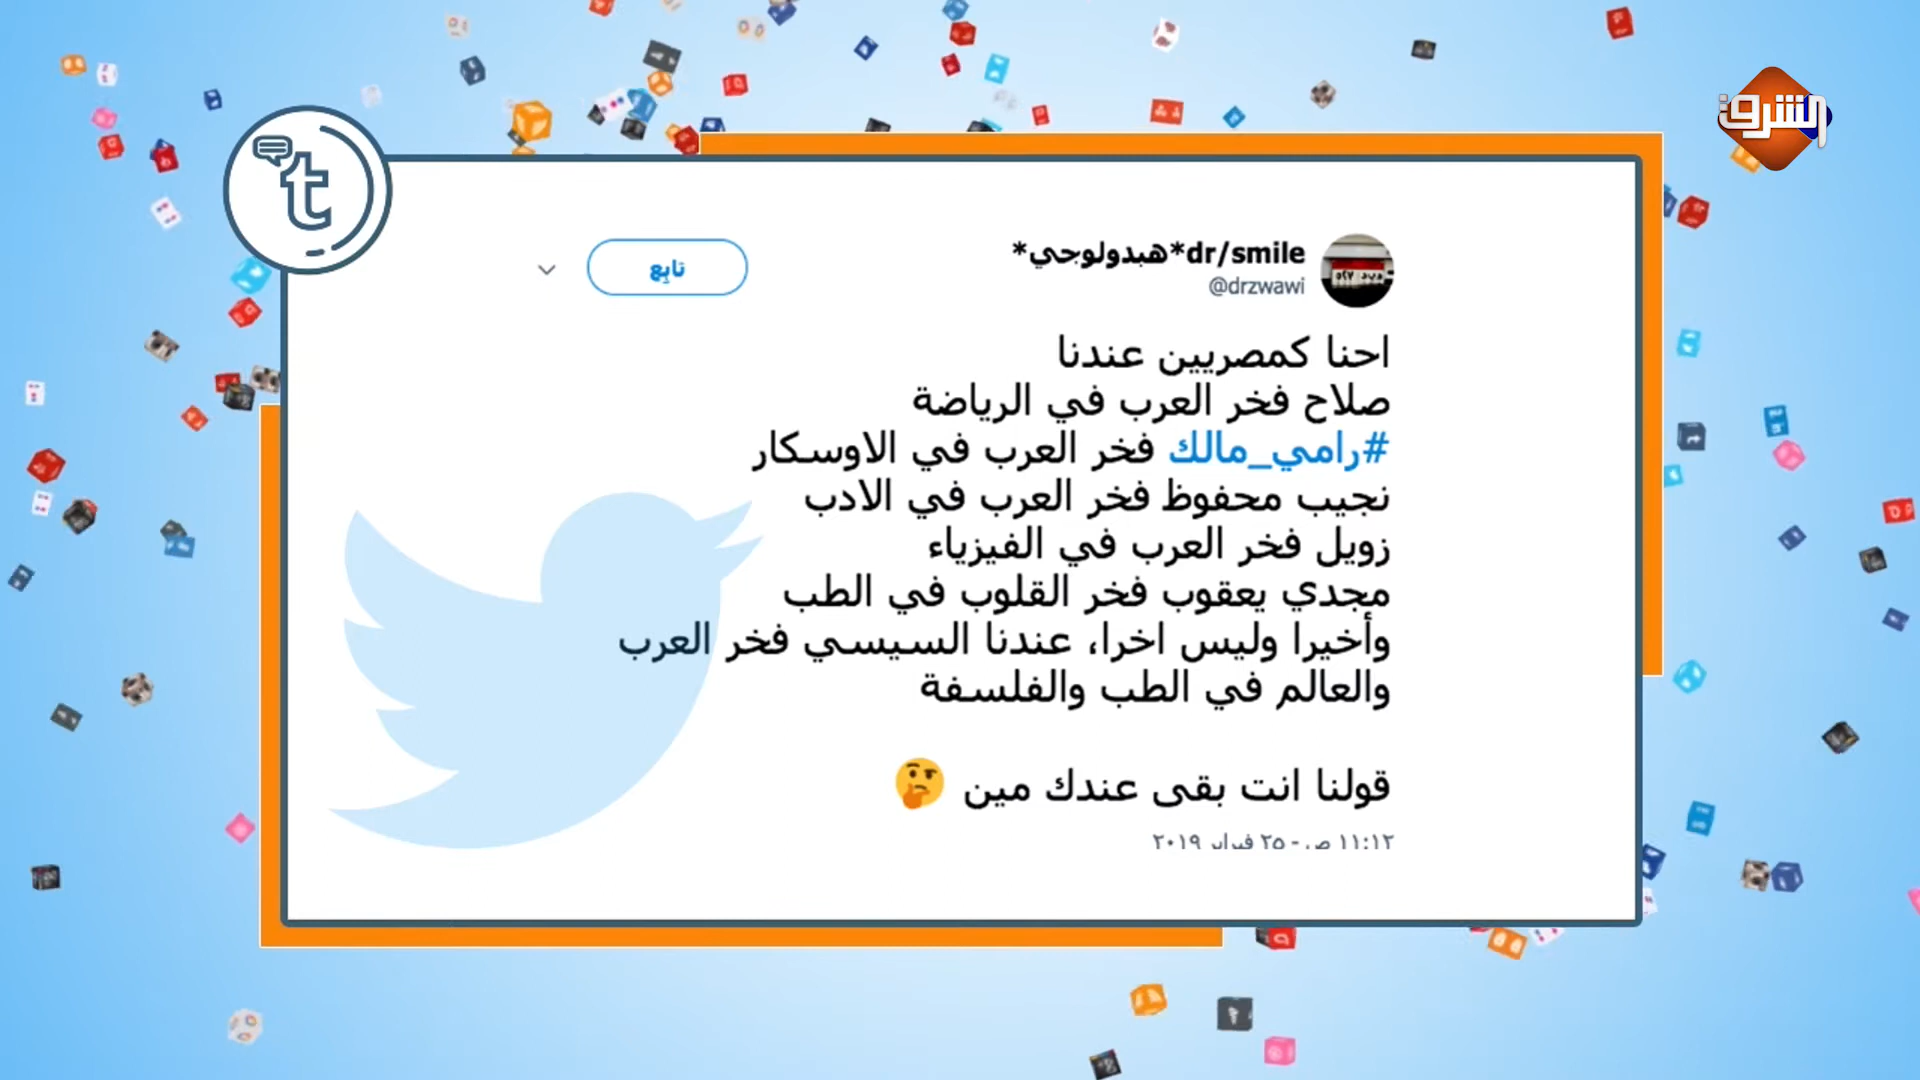 الشرق
dr/smile*هبدولوجي*
@drzwawi
تابِع
احنا كمصريين عندنا
صلاح فخر العرب في الرياضة
#رامي_مالك فخر العرب في الاوسكار
نجيب محفوظ فخر العرب في الادب
زويل فخر العرب في الفيزياء
مجدي يعقوب فخر القلوب في الطب
وأخيرا وليس اخرا، عندنا السيسي فخر العرب
والعالم في الطب والفلسفة
قولنا انت بقى عندك مين 🤔
١١:١٢ ص - ٢٥ فبراير ٢٠١٩